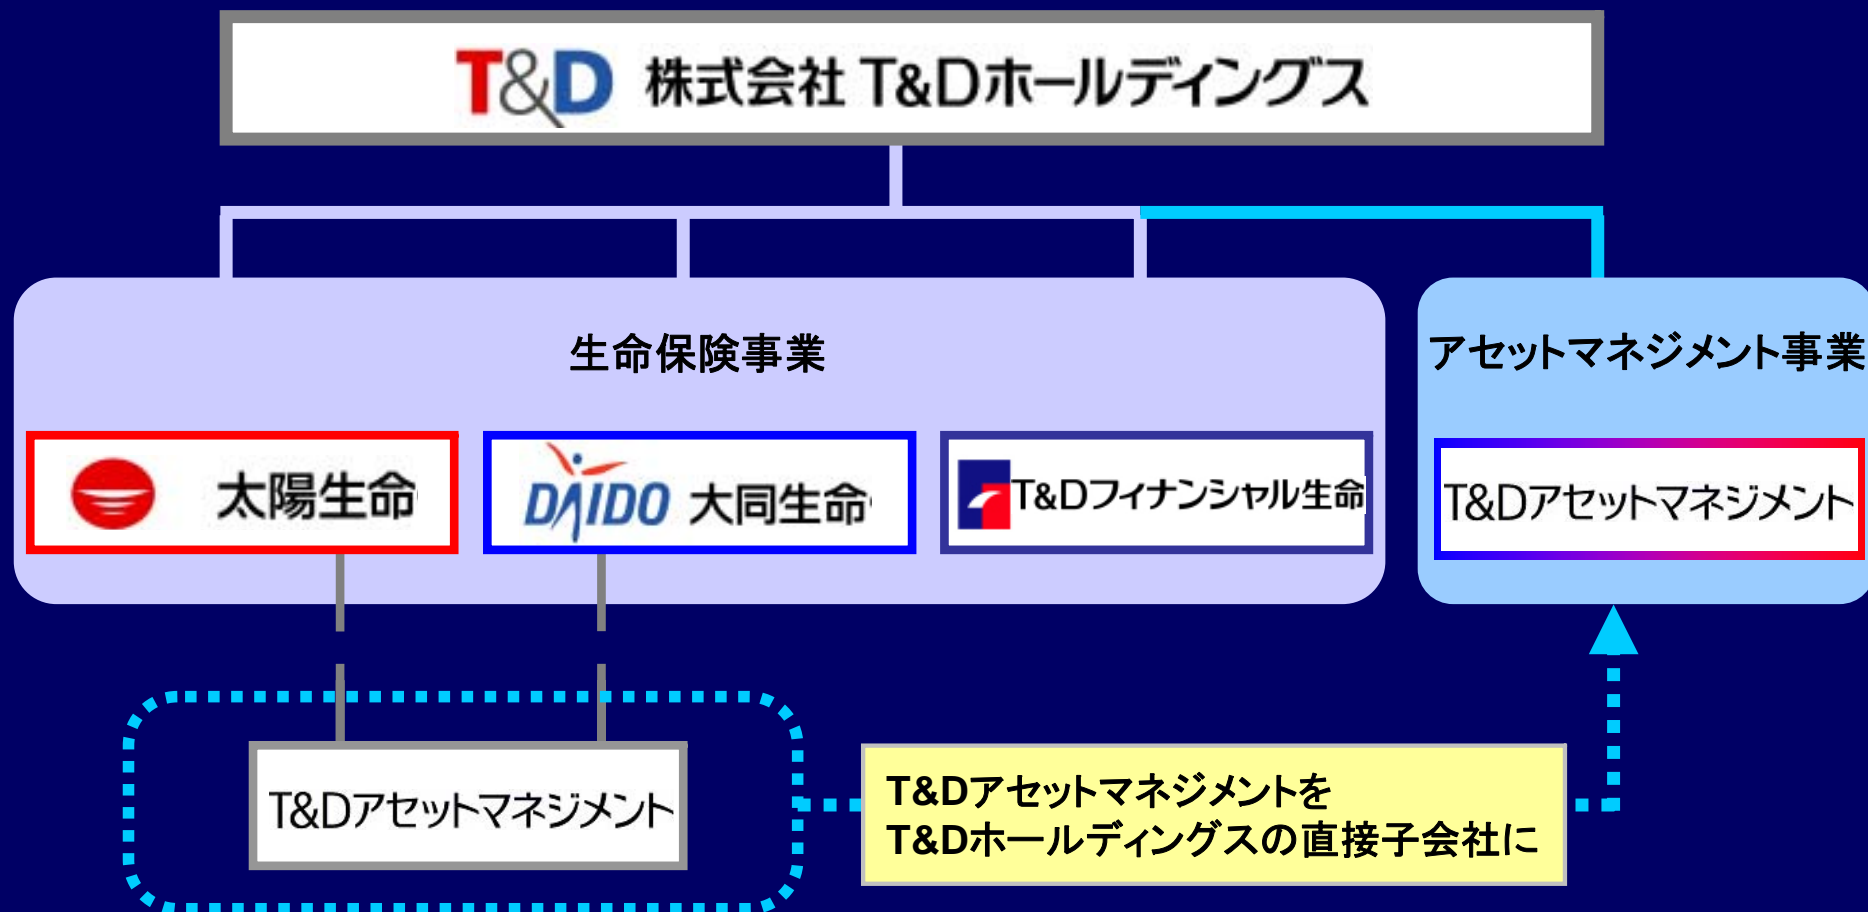 T&D 株式会社 T&Dホールディングス
生命保険事業
アセットマネジメント事業
太陽生命
DAIDO 大同生命
T&Dフィナンシャル生命
T&Dアセットマネジメント
T&Dアセットマネジメント
T&Dアセットマネジメントを
T&Dホールディングスの直接子会社に